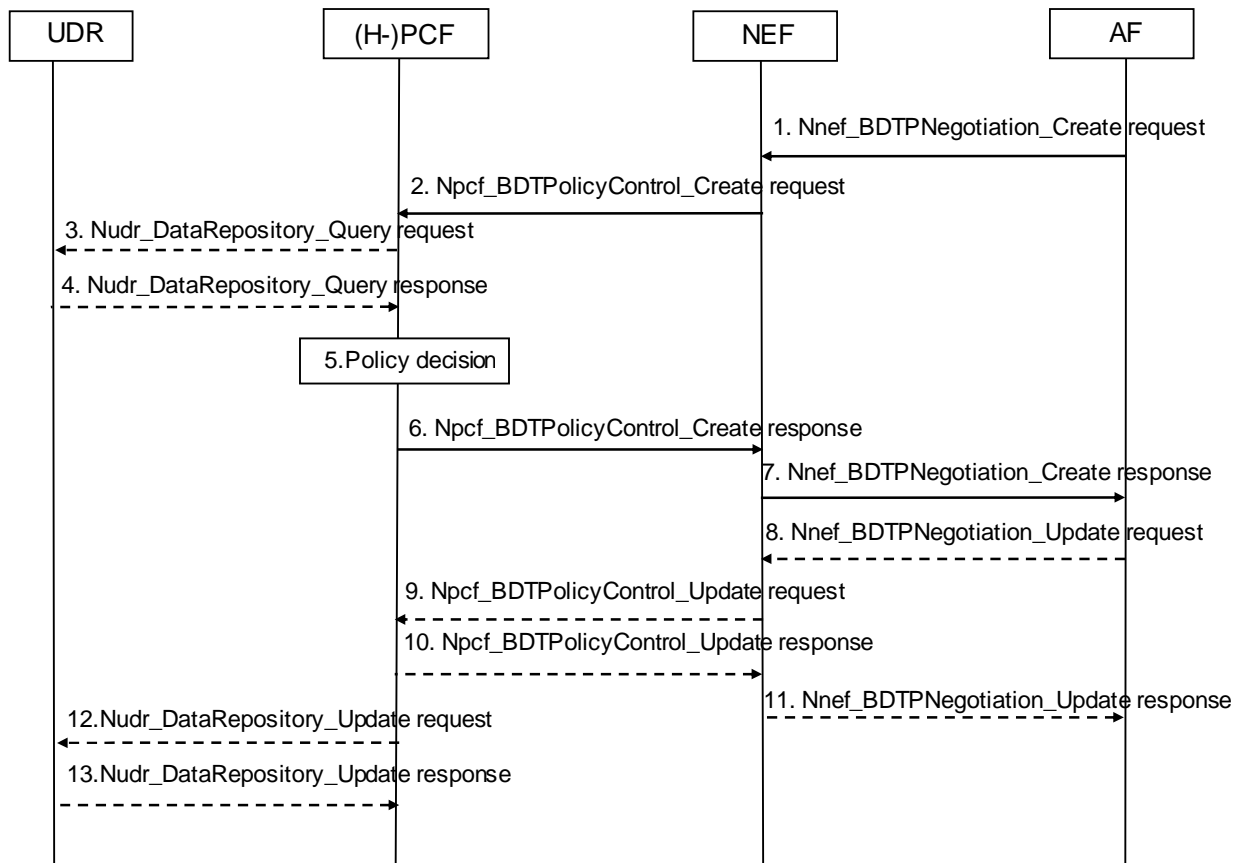 UDR
(H-)PCF
NEF
AF
1. Nnef_BDTPNegotiation_Create request
2. Npcf_BDTPolicyControl_Create request
3. Nudr_DataRepository_Query request
4. Nudr_DataRepository_Query response
5.Policy decision
6. Npcf_BDTPolicyControl_Create response
7. Nnef_BDTPNegotiation_Create response
8. Nnef_BDTPNegotiation_Update request
9. Npcf_BDTPolicyControl_Update request
10. Npcf_BDTPolicyControl_Update response
11. Nnef_BDTPNegotiation_Update response
12.Nudr_DataRepository_Update request
13.Nudr_DataRepository_Update response